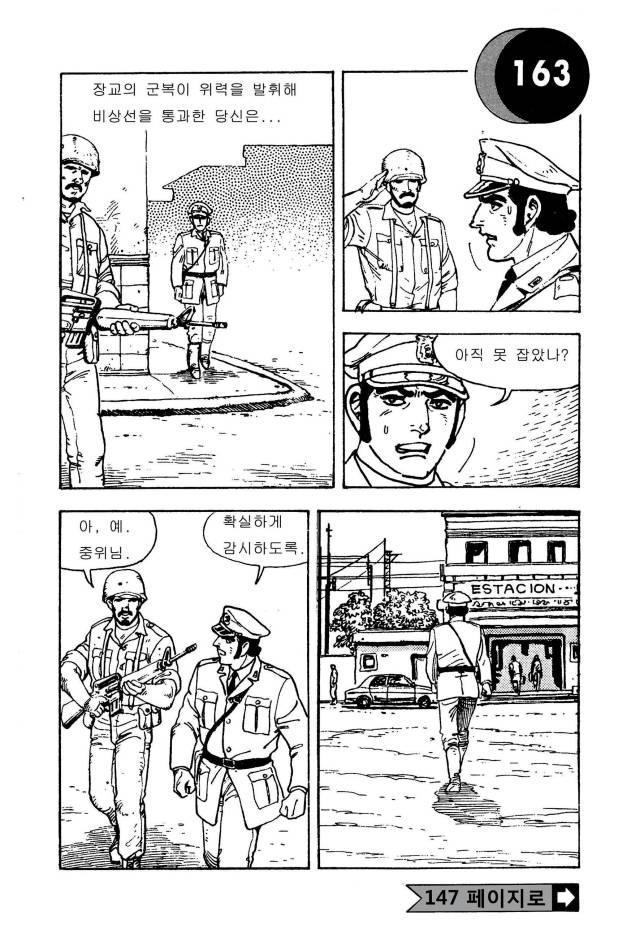 163
장교의 군복이 위력을 발휘해
비상선을 통과한 당신은...
아직 못 잡았나?
아, 예.
중위님.
확실하게
감시하도록.
ESTACION
147 페이지로